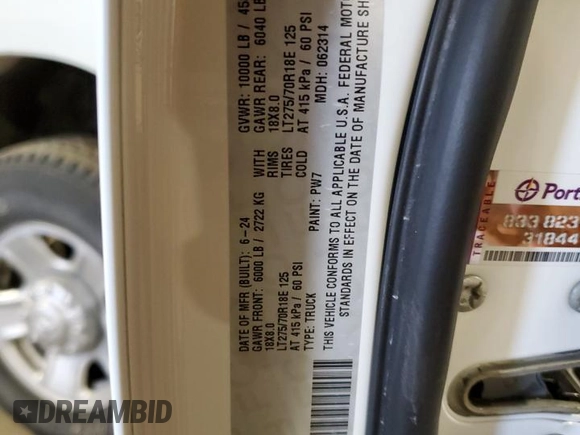 DATE OF MFR (BUILT): 6-24 GVWR: 10000 LB / 45
GAWR FRONT: 6000 LB / 2722 KG WITH GAWR REAR: 6040 LB
18X8.0 RIMS 18X8.0
LT275/70R18E 125 TIRES LT275/70R18E 125
AT 415 kPa / 60 PSI COLD AT 415 kPa / 60 PSI
TYPE: TRUCK PAINT: PW7 MDH: 062314
THIS VEHICLE CONFORMS TO ALL APPLICABLE U.S.A. FEDERAL MOT
STANDARDS IN EFFECT ON THE DATE OF MANUFACTURE SH
TRACEABLE
Port
833 823
31844
DREAMBID